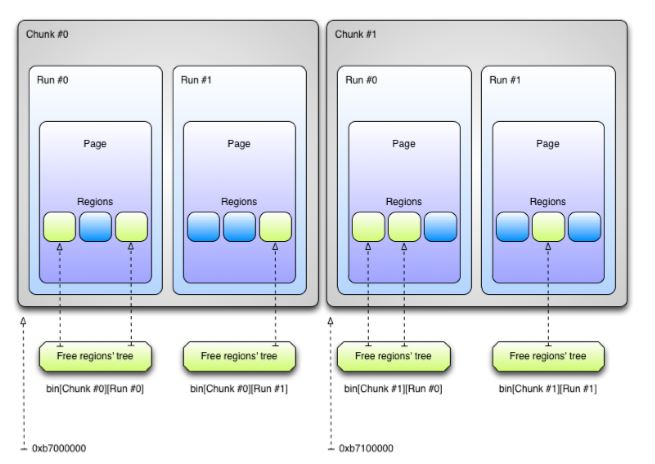 Chunk #0
Chunk #1
Run #0
Run #1
Run #0
Run #1
Page
Page
Page
Page
Regions
Regions
Regions
Regions
Free regions' tree
Free regions' tree
Free regions' tree
Free regions' tree
bin[Chunk #0][Run #0]
bin[Chunk #0][Run #1]
bin[Chunk #1][Run #0]
bin[Chunk #1][Run #1]
0xb7000000
0xb7100000